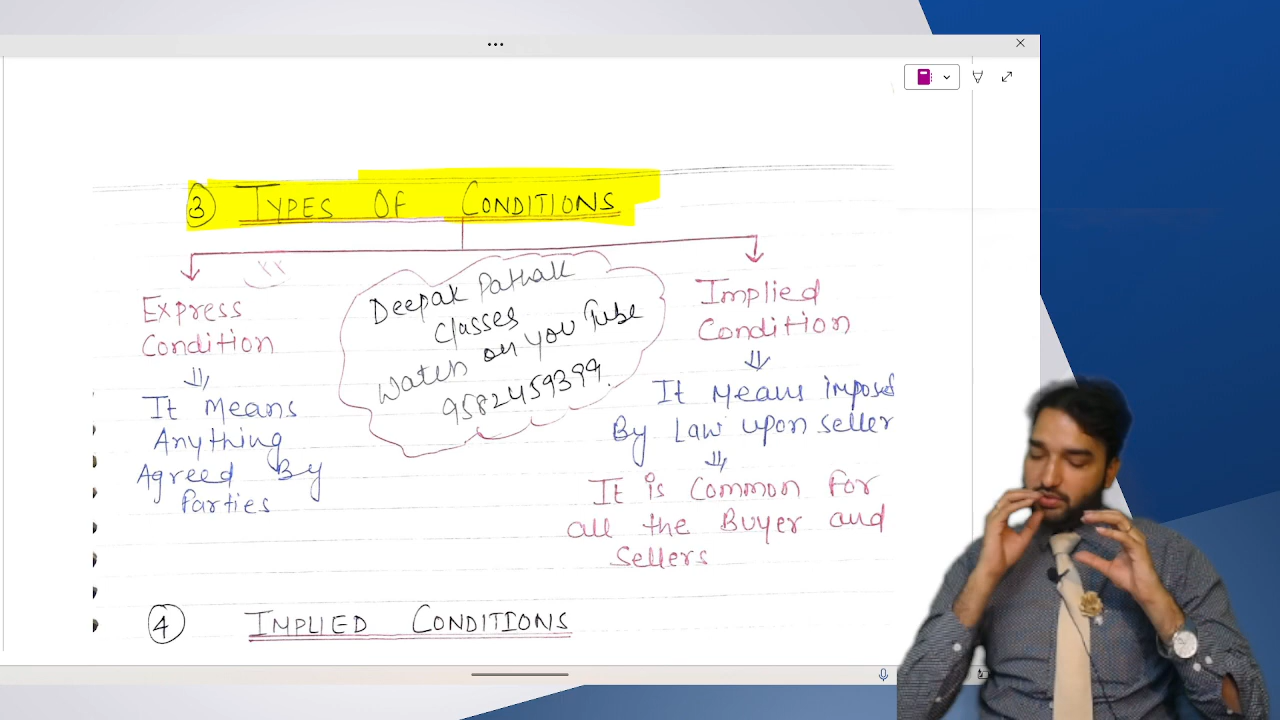 ③ TYPES OF CONDITIONS
Express
Condition
It Means
Anything
Agreed By
Parties
Deepak Pathak
Classes
Watch on YouTube
9582459399.
Implied
Condition
It Means imposed
By Law upon seller
It is Common for
all the Buyer and
Sellers
④ IMPLIED CONDITIONS